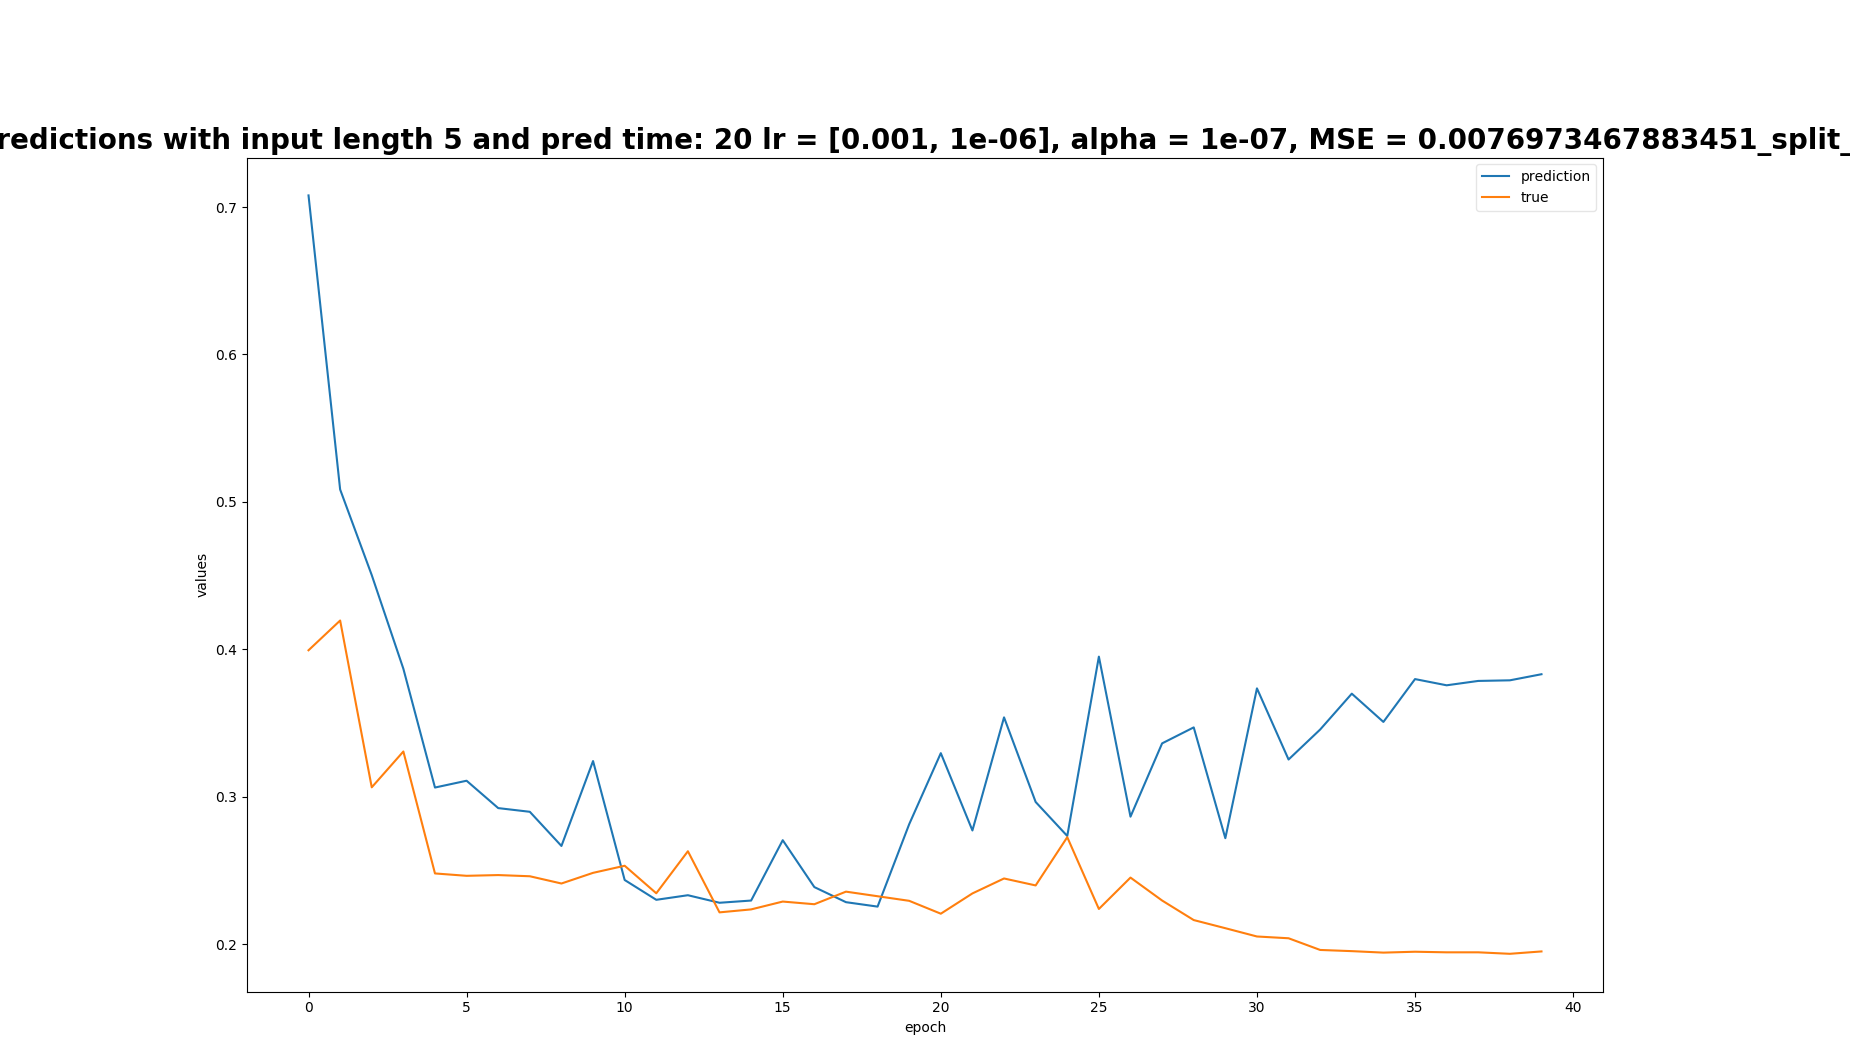 redictions with input length 5 and pred time: 20 lr = [0.001, 1e-06], alpha = 1e-07, MSE = 0.0076973467883451_split_
prediction
true
0.7
0.6
0.5
0.4
0.3
0.2
values
0 5 10 15 20 25 30 35 40
epoch